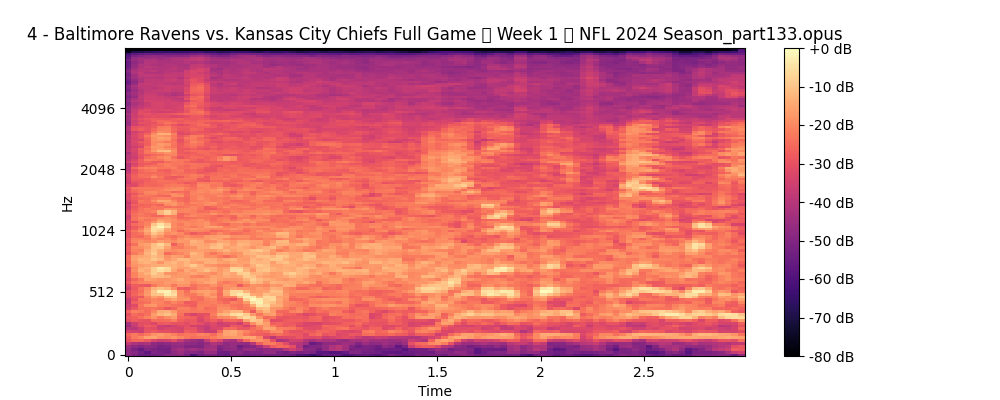 4 - Baltimore Ravens vs. Kansas City Chiefs Full Game ▯ Week 1 ▯ NFL 2024 Season_part133.opus
+0 dB
-10 dB
-20 dB
-30 dB
-40 dB
-50 dB
-60 dB
-70 dB
-80 dB
4096
2048
1024
512
0
Hz
0
0.5
1
1.5
2
2.5
Time